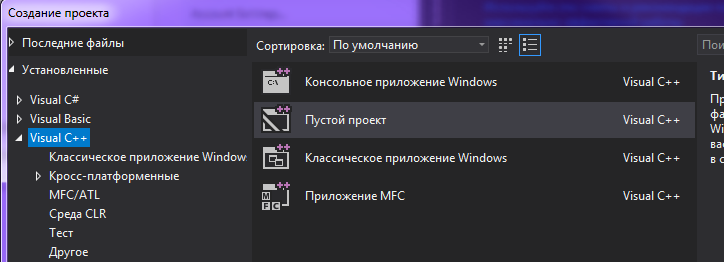 Создание проекта
Последние файлы
Установленные
Visual C#
Visual Basic
Visual C++
Классическое приложение Window
Кросс-платформенные
MFC/ATL
Среда CLR
Тест
Другое
Сортировка: По умолчанию
Пои
Консольное приложение Windows Visual C++
Пустой проект Visual C++
Классическое приложение Windows Visual C++
Приложение MFC Visual C++
Ти
Пр
фа
Wi
вас
в с